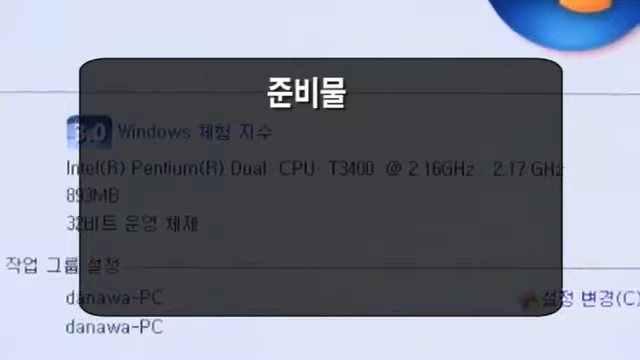 준비물
3.0 Windows 체험 지수
Intel(R) Pentium(R) Dual CPU T3400 @ 2.16GHz 2.17 GHz
893MB
32비트 운영 체제
작업 그룹 설정
danawa-PC
설정 변경(C)
danawa-PC